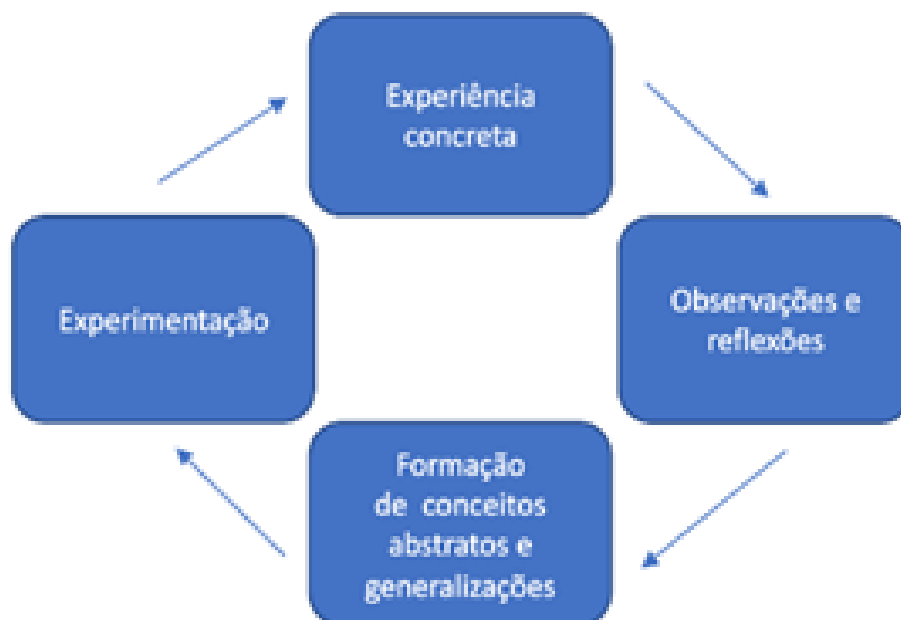 Experiência
concreta
Observações e
reflexões
Formação
de conceitos
abstratos e
generalizações
Experimentação